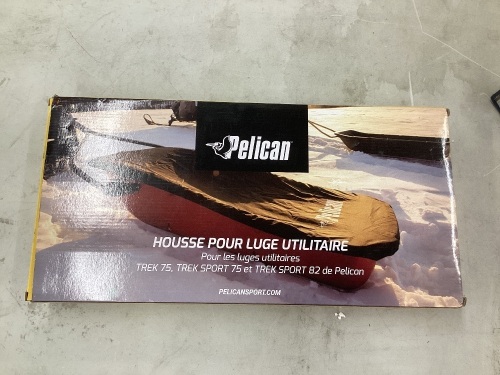 Pelican
HOUSSE POUR LUGE UTILITAIRE
Pour les luges utilitaires
TREK 75, TREK SPORT 75 et TREK SPORT 82 de Pelican
PELICANSPORT.COM